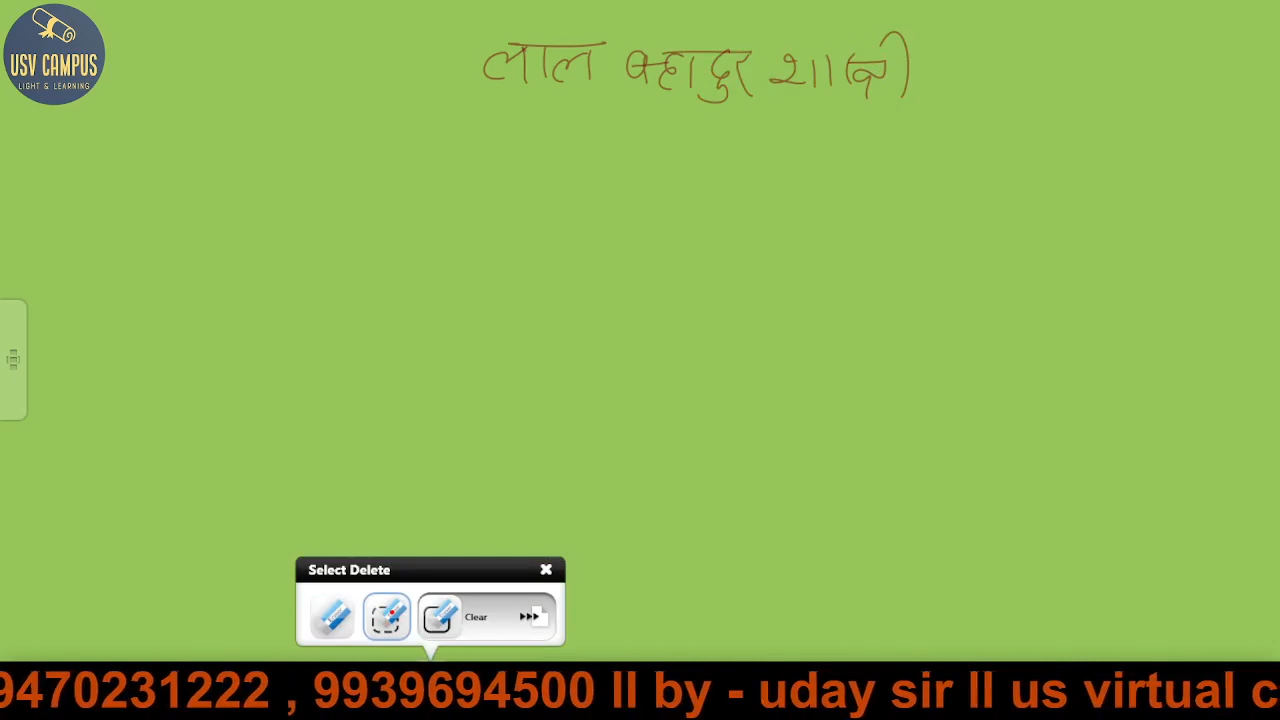 USV CAMPUS
LIGHT & LEARNING
लाल बहादुर शास्त्री
Select Delete
Clear
9470231222 , 9939694500 ll by - uday sir ll us virtual c